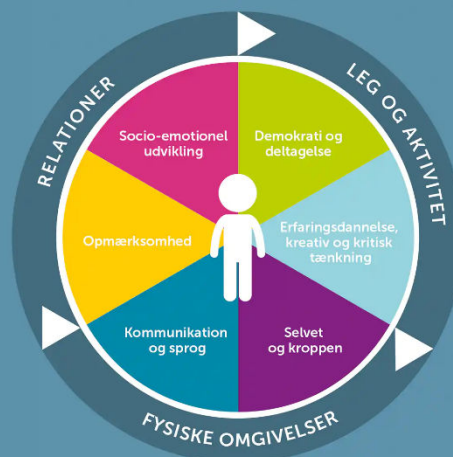 RELATIONER
LEG OG AKTIVITET
Socio-emotionel
udvikling
Demokrati og
deltagelse
Opmærksomhed
Erfaringsdannelse,
kreativ og kritisk
tænkning
Kommunikation
og sprog
Selvet
og kroppen
FYSISKE OMGIVELSER